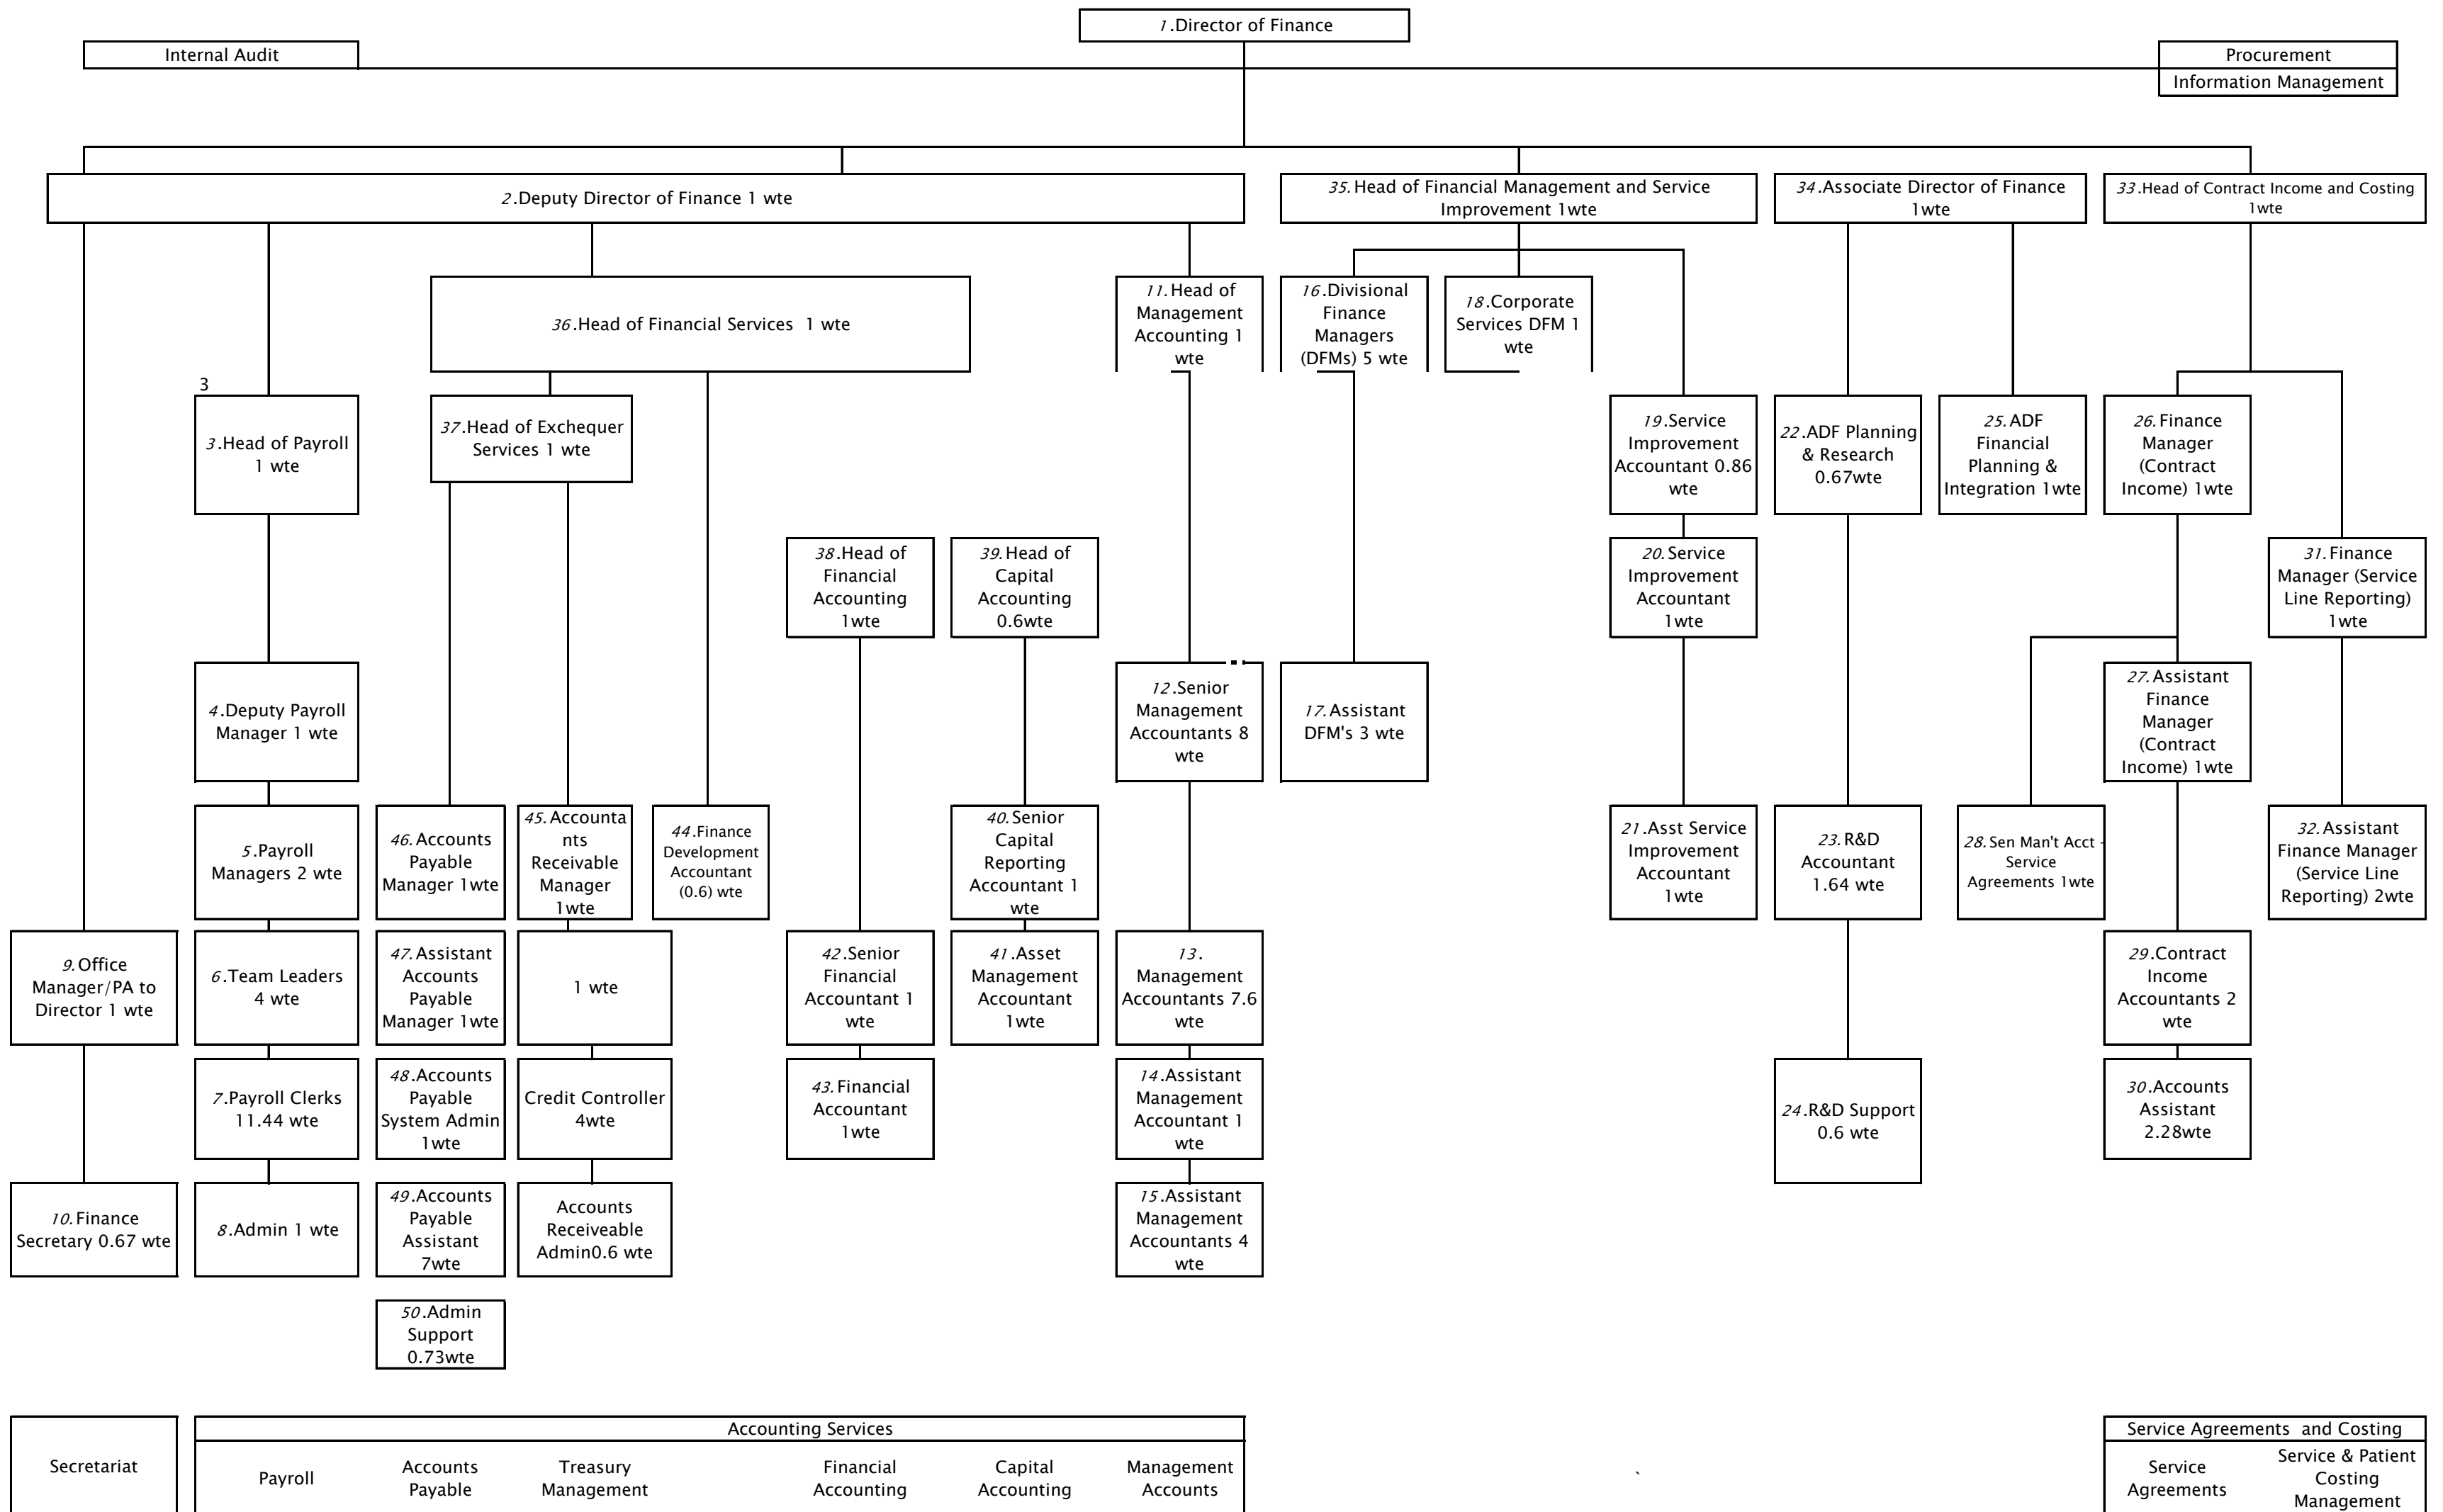 1.Director of Finance
Internal Audit
Procurement
Information Management
2.Deputy Director of Finance 1 wte
35.Head of Financial Management and Service
Improvement 1wte
34.Associate Director of Finance
1wte
33.Head of Contract Income and Costing
1wte
36.Head of Financial Services 1 wte
11.Head of
Management
Accounting 1
wte
16.Divisional
Finance
Managers
(DFMs) 5 wte
18.Corporate
Services DFM 1
wte
3
3.Head of Payroll
1 wte
37.Head of Exchequer
Services 1 wte
19.Service
Improvement
Accountant 0.86
wte
22.ADF Planning
& Research
0.67wte
25.ADF
Financial
Planning &
Integration 1wte
26.Finance
Manager
(Contract
Income) 1wte
38.Head of
Financial
Accounting
1wte
39.Head of
Capital
Accounting
0.6wte
20.Service
Improvement
Accountant
1wte
31.Finance
Manager (Service
Line Reporting)
1wte
4.Deputy Payroll
Manager 1 wte
12.Senior
Management
Accountants 8
wte
17.Assistant
DFM's 3 wte
27.Assistant
Finance
Manager
(Contract
Income) 1wte
5.Payroll
Managers 2 wte
46.Accounts
Payable
Manager 1wte
45.Accounta
nts
Receivable
Manager
1wte
44.Finance
Development
Accountant
(0.6) wte
40.Senior
Capital
Reporting
Accountant 1
wte
21.Asst Service
Improvement
Accountant
1wte
23.R&D
Accountant
1.64 wte
28.Sen Man't Acct -
Service
Agreements 1wte
32.Assistant
Finance Manager
(Service Line
Reporting) 2wte
9.Office
Manager/PA to
Director 1 wte
6.Team Leaders
4 wte
47.Assistant
Accounts
Payable
Manager 1wte
1 wte
42.Senior
Financial
Accountant 1
wte
41.Asset
Management
Accountant
1wte
13.
Management
Accountants 7.6
wte
29.Contract
Income
Accountants 2
wte
7.Payroll Clerks
11.44 wte
48.Accounts
Payable
System Admin
1wte
Credit Controller
4wte
43.Financial
Accountant
1wte
14.Assistant
Management
Accountant 1
wte
24.R&D Support
0.6 wte
30.Accounts
Assistant
2.28wte
10.Finance
Secretary 0.67 wte
8.Admin 1 wte
49.Accounts
Payable
Assistant
7wte
Accounts
Receiveable
Admin0.6 wte
15.Assistant
Management
Accountants 4
wte
50.Admin
Support
0.73wte
Secretariat
Accounting Services
Payroll
Accounts
Payable
Treasury
Management
Financial
Accounting
Capital
Accounting
Management
Accounts
`
Service Agreements and Costing
Service
Agreements
Service & Patient
Costing
Management